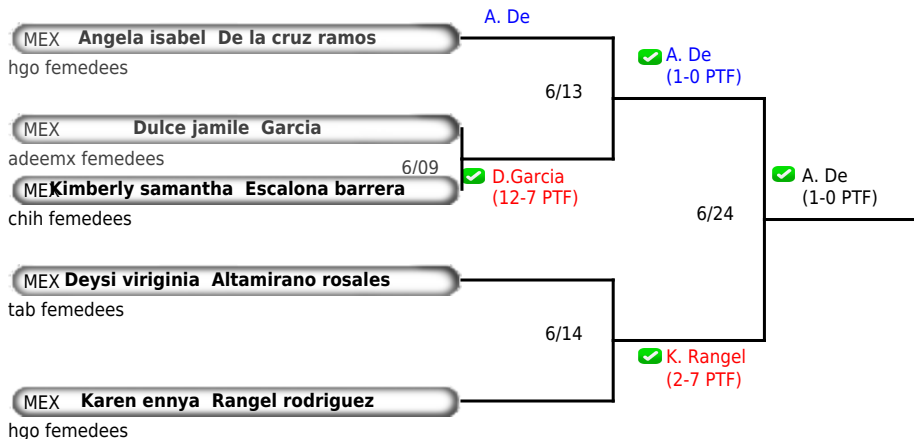 A. De
MEX Angela isabel De la cruz ramos
hgo femedees
A. De
(1-0 PTF)
6/13
MEX Dulce jamile Garcia
adeemx femedees
6/09
D.Garcia
(12-7 PTF)
MEX Kimberly samantha Escalona barrera
chih femedees
A. De
(1-0 PTF)
6/24
MEX Deysi viriginia Altamirano rosales
tab femedees
6/14
K. Rangel
(2-7 PTF)
MEX Karen ennya Rangel rodriguez
hgo femedees